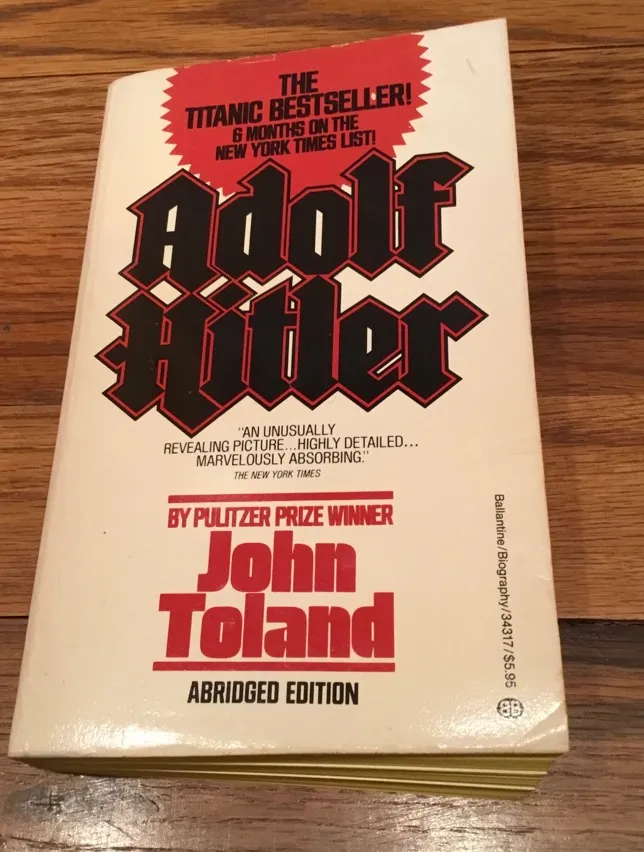 THE
TITANIC BESTSELLER!
6 MONTHS ON THE
NEW YORK TIMES LIST!
Adolf
Hitler
"AN UNUSUALLY
REVEALING PICTURE...HIGHLY DETAILED...
MARVELOUSLY ABSORBING."
THE NEW YORK TIMES
BY PULITZER PRIZE WINNER
John
Toland
ABRIDGED EDITION
Ballantine/Biography/34317/$5.95
BB